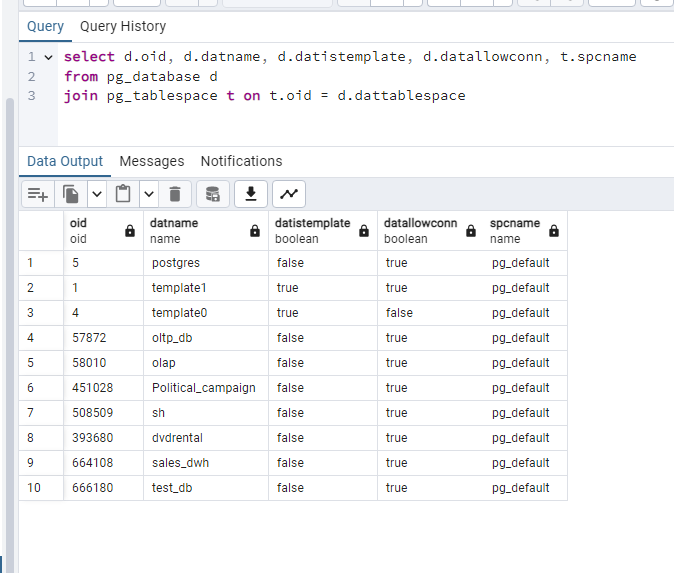 Query Query History
1 select d.oid, d.datname, d.datistemplate, d.datallowconn, t.spcname
2 from pg_database d
3 join pg_tablespace t on t.oid = d.dattablespace
Data Output Messages Notifications
oid datname datistemplate datallowconn spcname
oid name boolean boolean name
1 5 postgres false true pg_default
2 1 template1 true true pg_default
3 4 template0 true false pg_default
4 57872 oltp_db false true pg_default
5 58010 olap false true pg_default
6 451028 Political_campaign false true pg_default
7 508509 sh false true pg_default
8 393680 dvdrental false true pg_default
9 664108 sales_dwh false true pg_default
10 666180 test_db false true pg_default